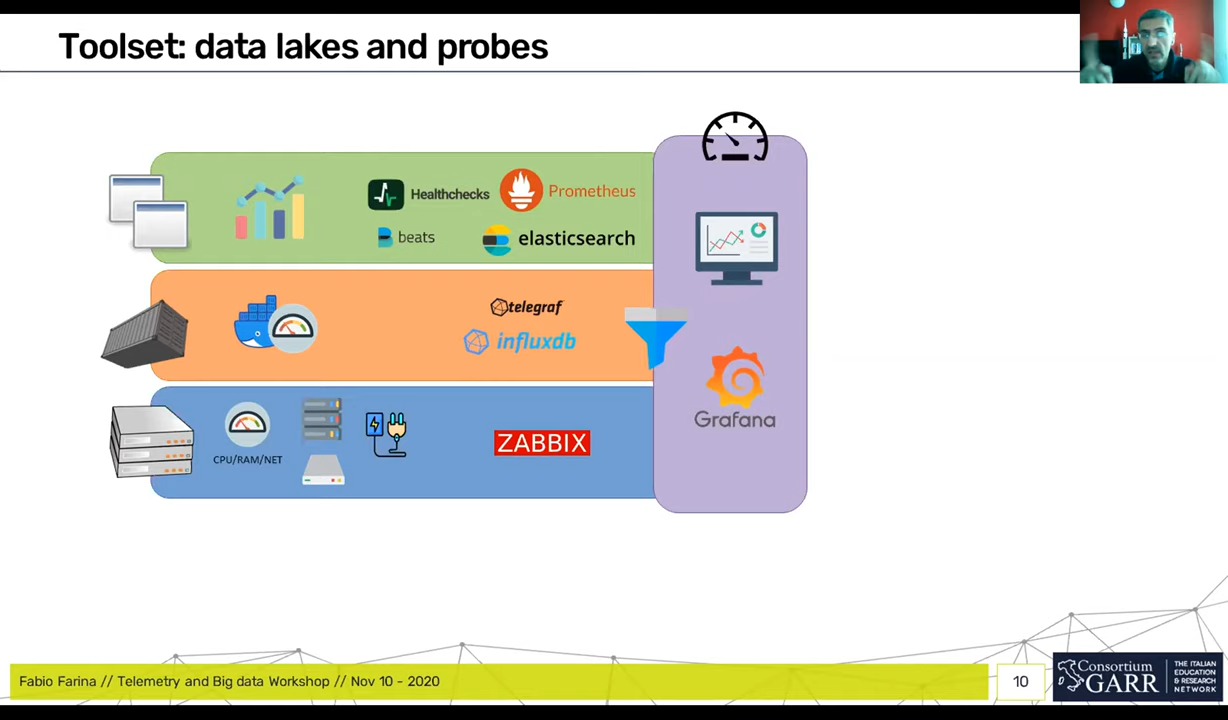 Toolset: data lakes and probes
Healthchecks
Prometheus
beats
elasticsearch
telegraf
influxdb
CPU/RAM/NET
ZABBIX
Grafana
Fabio Farina // Telemetry and Big data Workshop // Nov 10 - 2020
10
Consortium
GARR
THE ITALIAN
EDUCATION
& RESEARCH
NETWORK